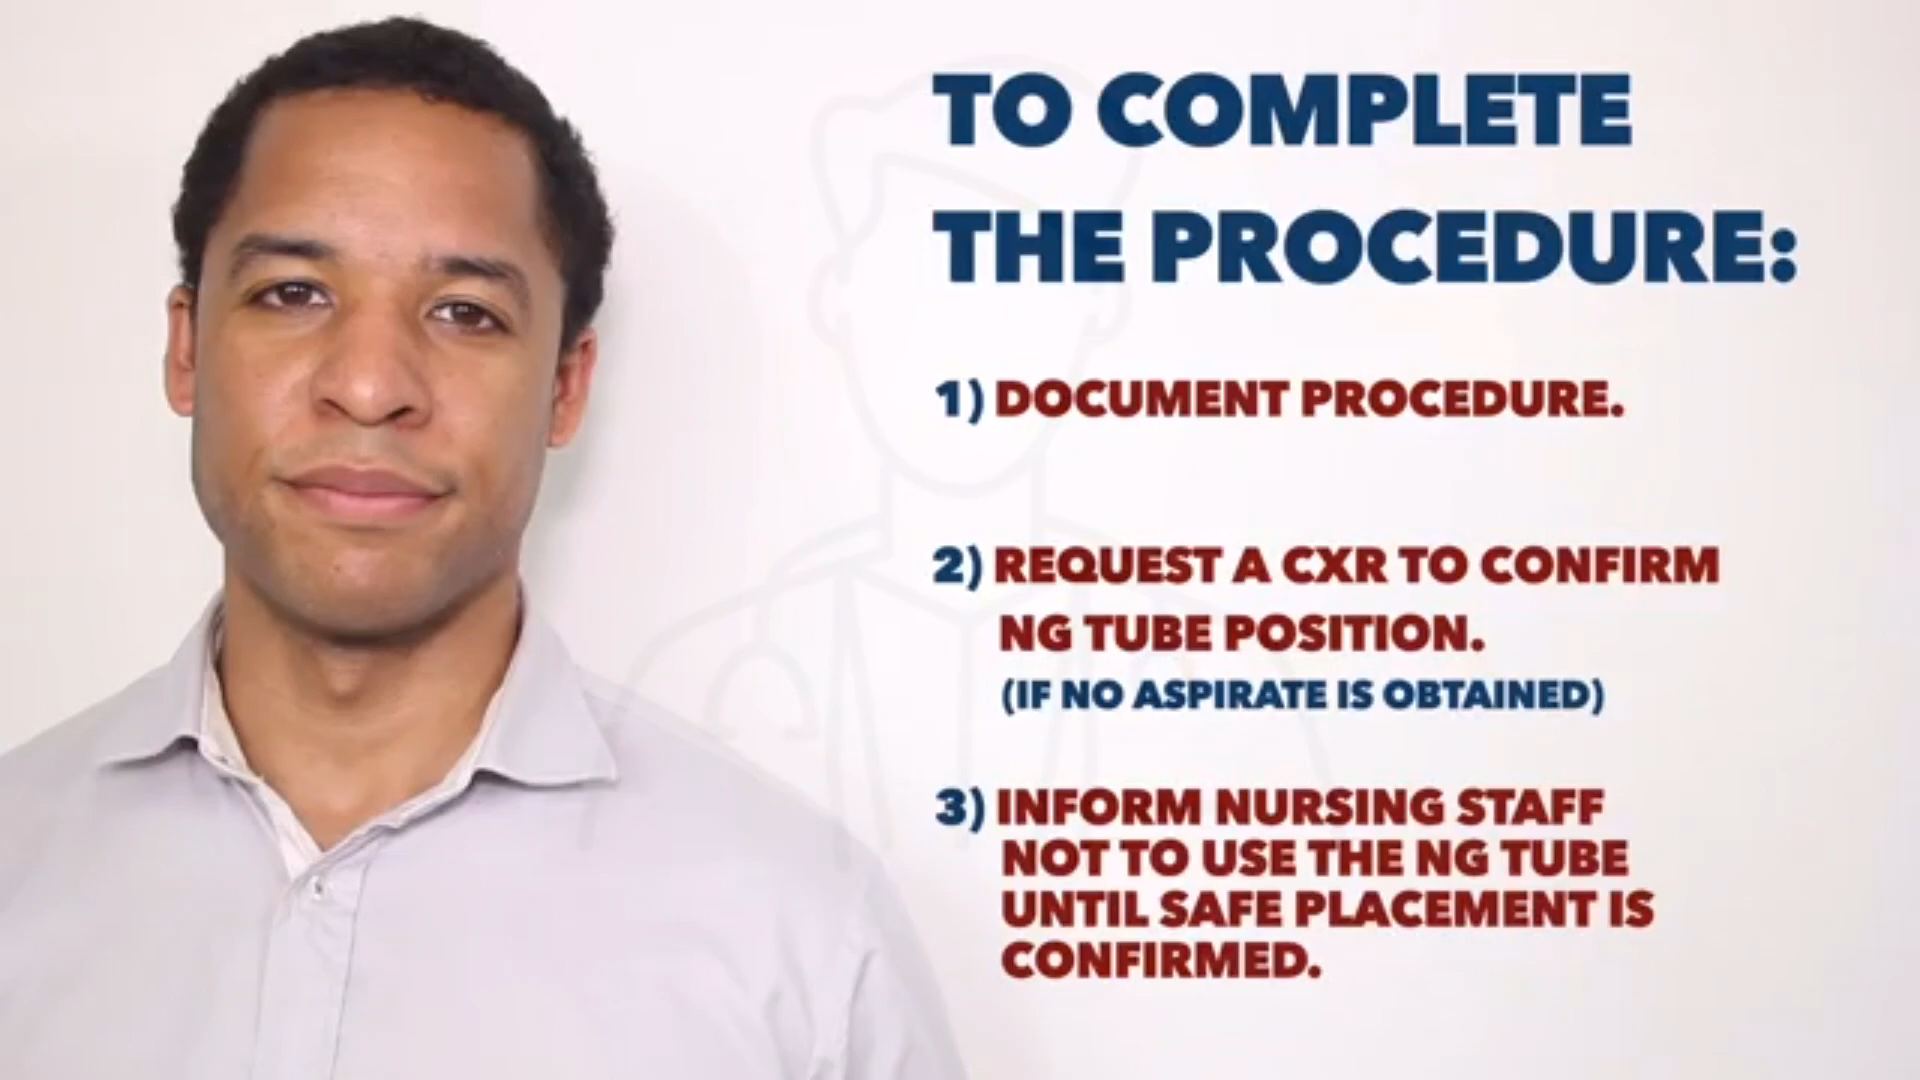 TO COMPLETE
THE PROCEDURE:
1) DOCUMENT PROCEDURE.
2) REQUEST A CXR TO CONFIRM
NG TUBE POSITION.
(IF NO ASPIRATE IS OBTAINED)
3) INFORM NURSING STAFF
NOT TO USE THE NG TUBE
UNTIL SAFE PLACEMENT IS
CONFIRMED.